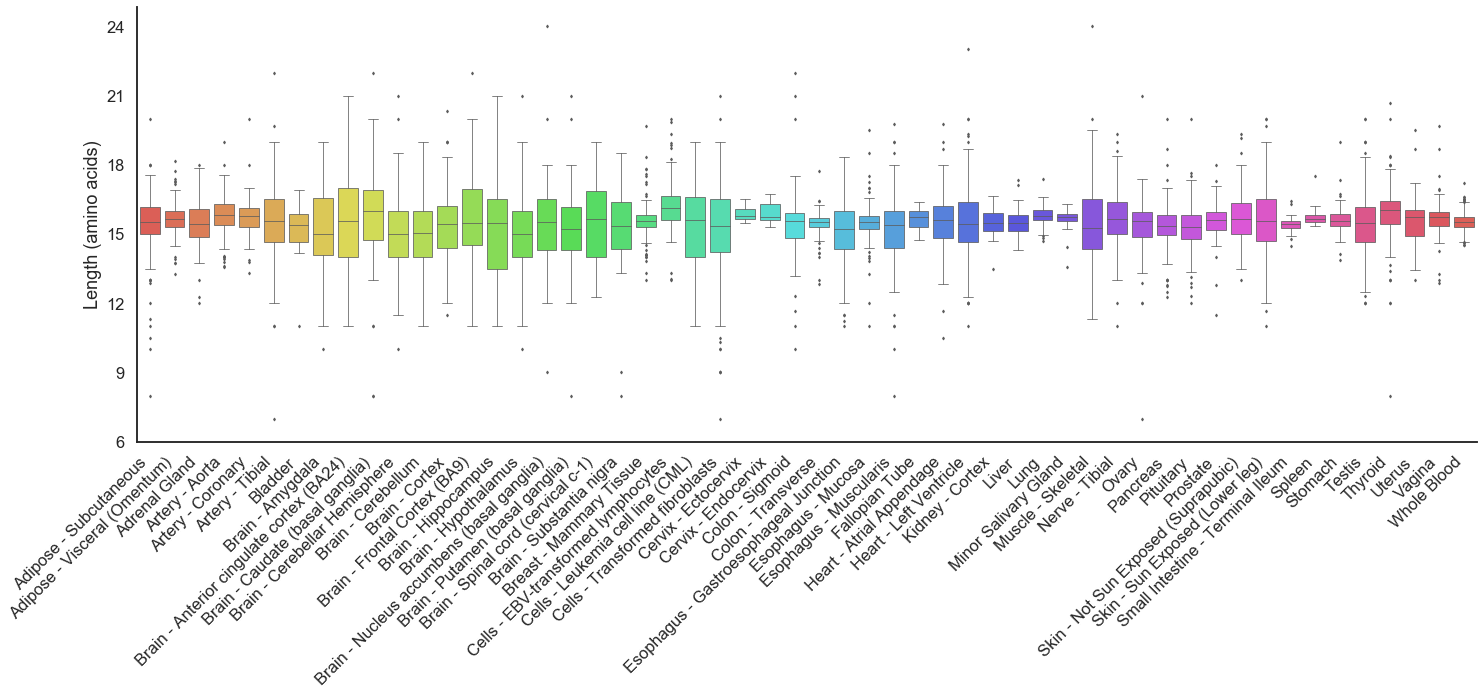 24
21
18
15
12
9
6
Length (amino acids)
Adipose - Subcutaneous
Adipose - Visceral (Omentum)
Adrenal Gland
Artery - Aorta
Artery - Coronary
Artery - Tibial
Bladder
Brain - Amygdala
Brain - Anterior cingulate cortex (BA24)
Brain - Caudate (basal ganglia)
Brain - Cerebellar Hemisphere
Brain - Cerebellum
Brain - Cortex
Brain - Frontal Cortex (BA9)
Brain - Hippocampus
Brain - Hypothalamus
Brain - Nucleus accumbens (basal ganglia)
Brain - Putamen (basal ganglia)
Brain - Spinal cord (cervical c-1)
Brain - Substantia nigra
Breast - Mammary Tissue
Cells - EBV-transformed lymphocytes
Cells - Leukemia cell line (CML)
Cells - Transformed fibroblasts
Cervix - Ectocervix
Cervix - Endocervix
Colon - Sigmoid
Colon - Transverse
Esophagus - Gastroesophageal Junction
Esophagus - Mucosa
Esophagus - Muscularis
Fallopian Tube
Heart - Atrial Appendage
Heart - Left Ventricle
Kidney - Cortex
Liver
Lung
Minor Salivary Gland
Muscle - Skeletal
Nerve - Tibial
Ovary
Pancreas
Pituitary
Prostate
Skin - Not Sun Exposed (Suprapubic)
Skin - Sun Exposed (Lower leg)
Small Intestine - Terminal Ileum
Spleen
Stomach
Testis
Thyroid
Uterus
Vagina
Whole Blood